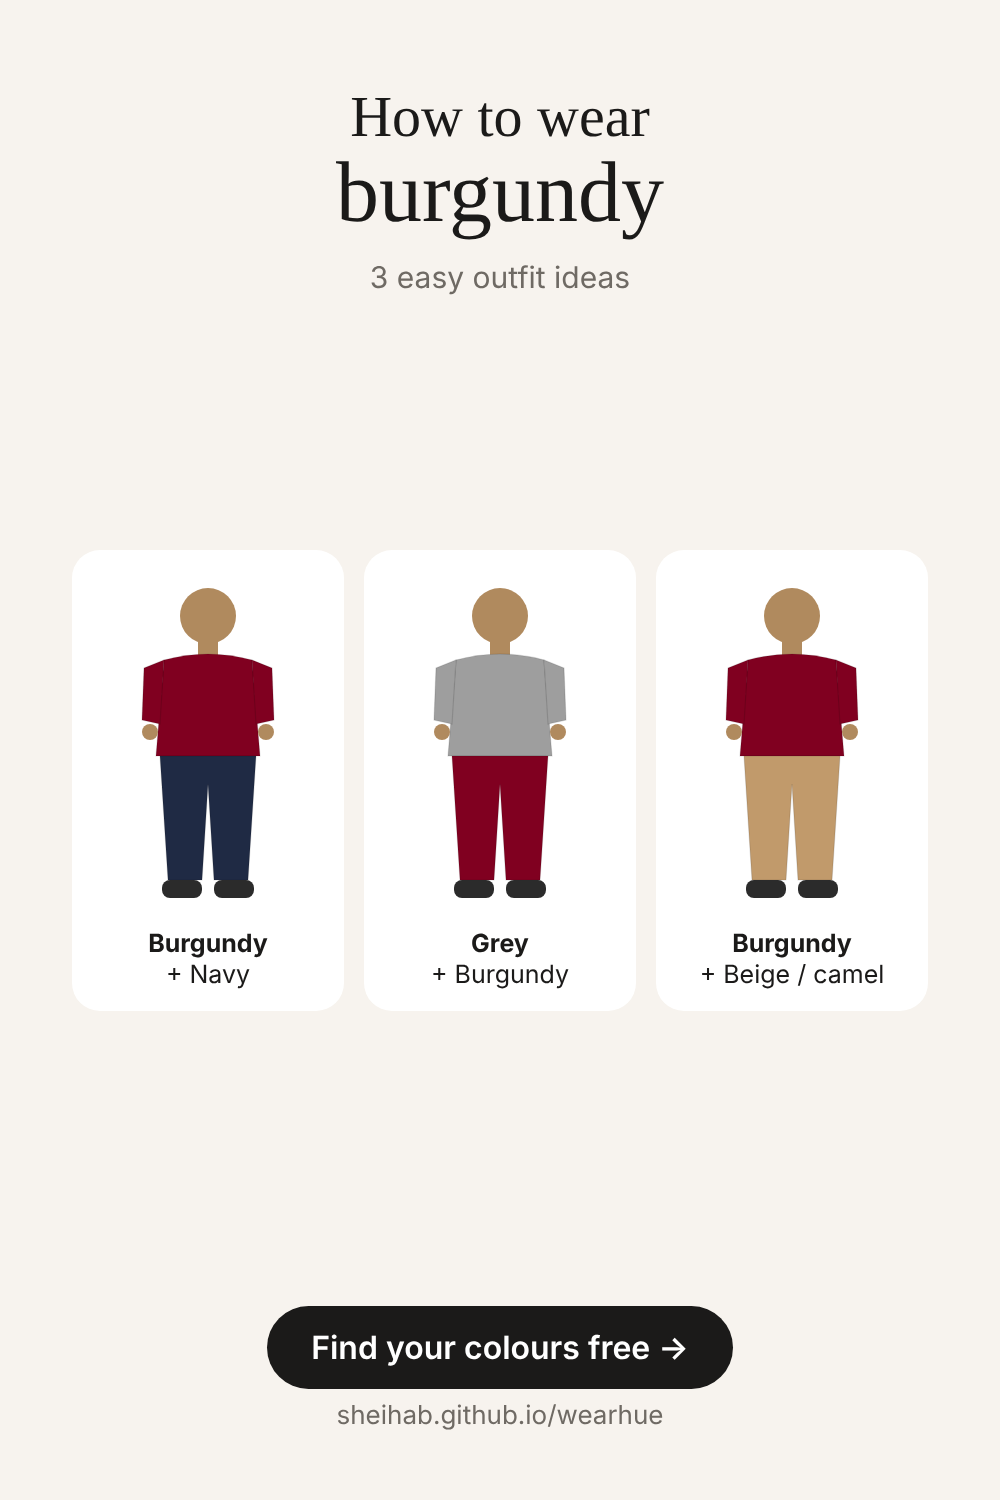 How to wear
burgundy
3 easy outfit ideas
Burgundy
+ Navy
Grey
+ Burgundy
Burgundy
+ Beige / camel
Find your colours free →
sheihab.github.io/wearhue